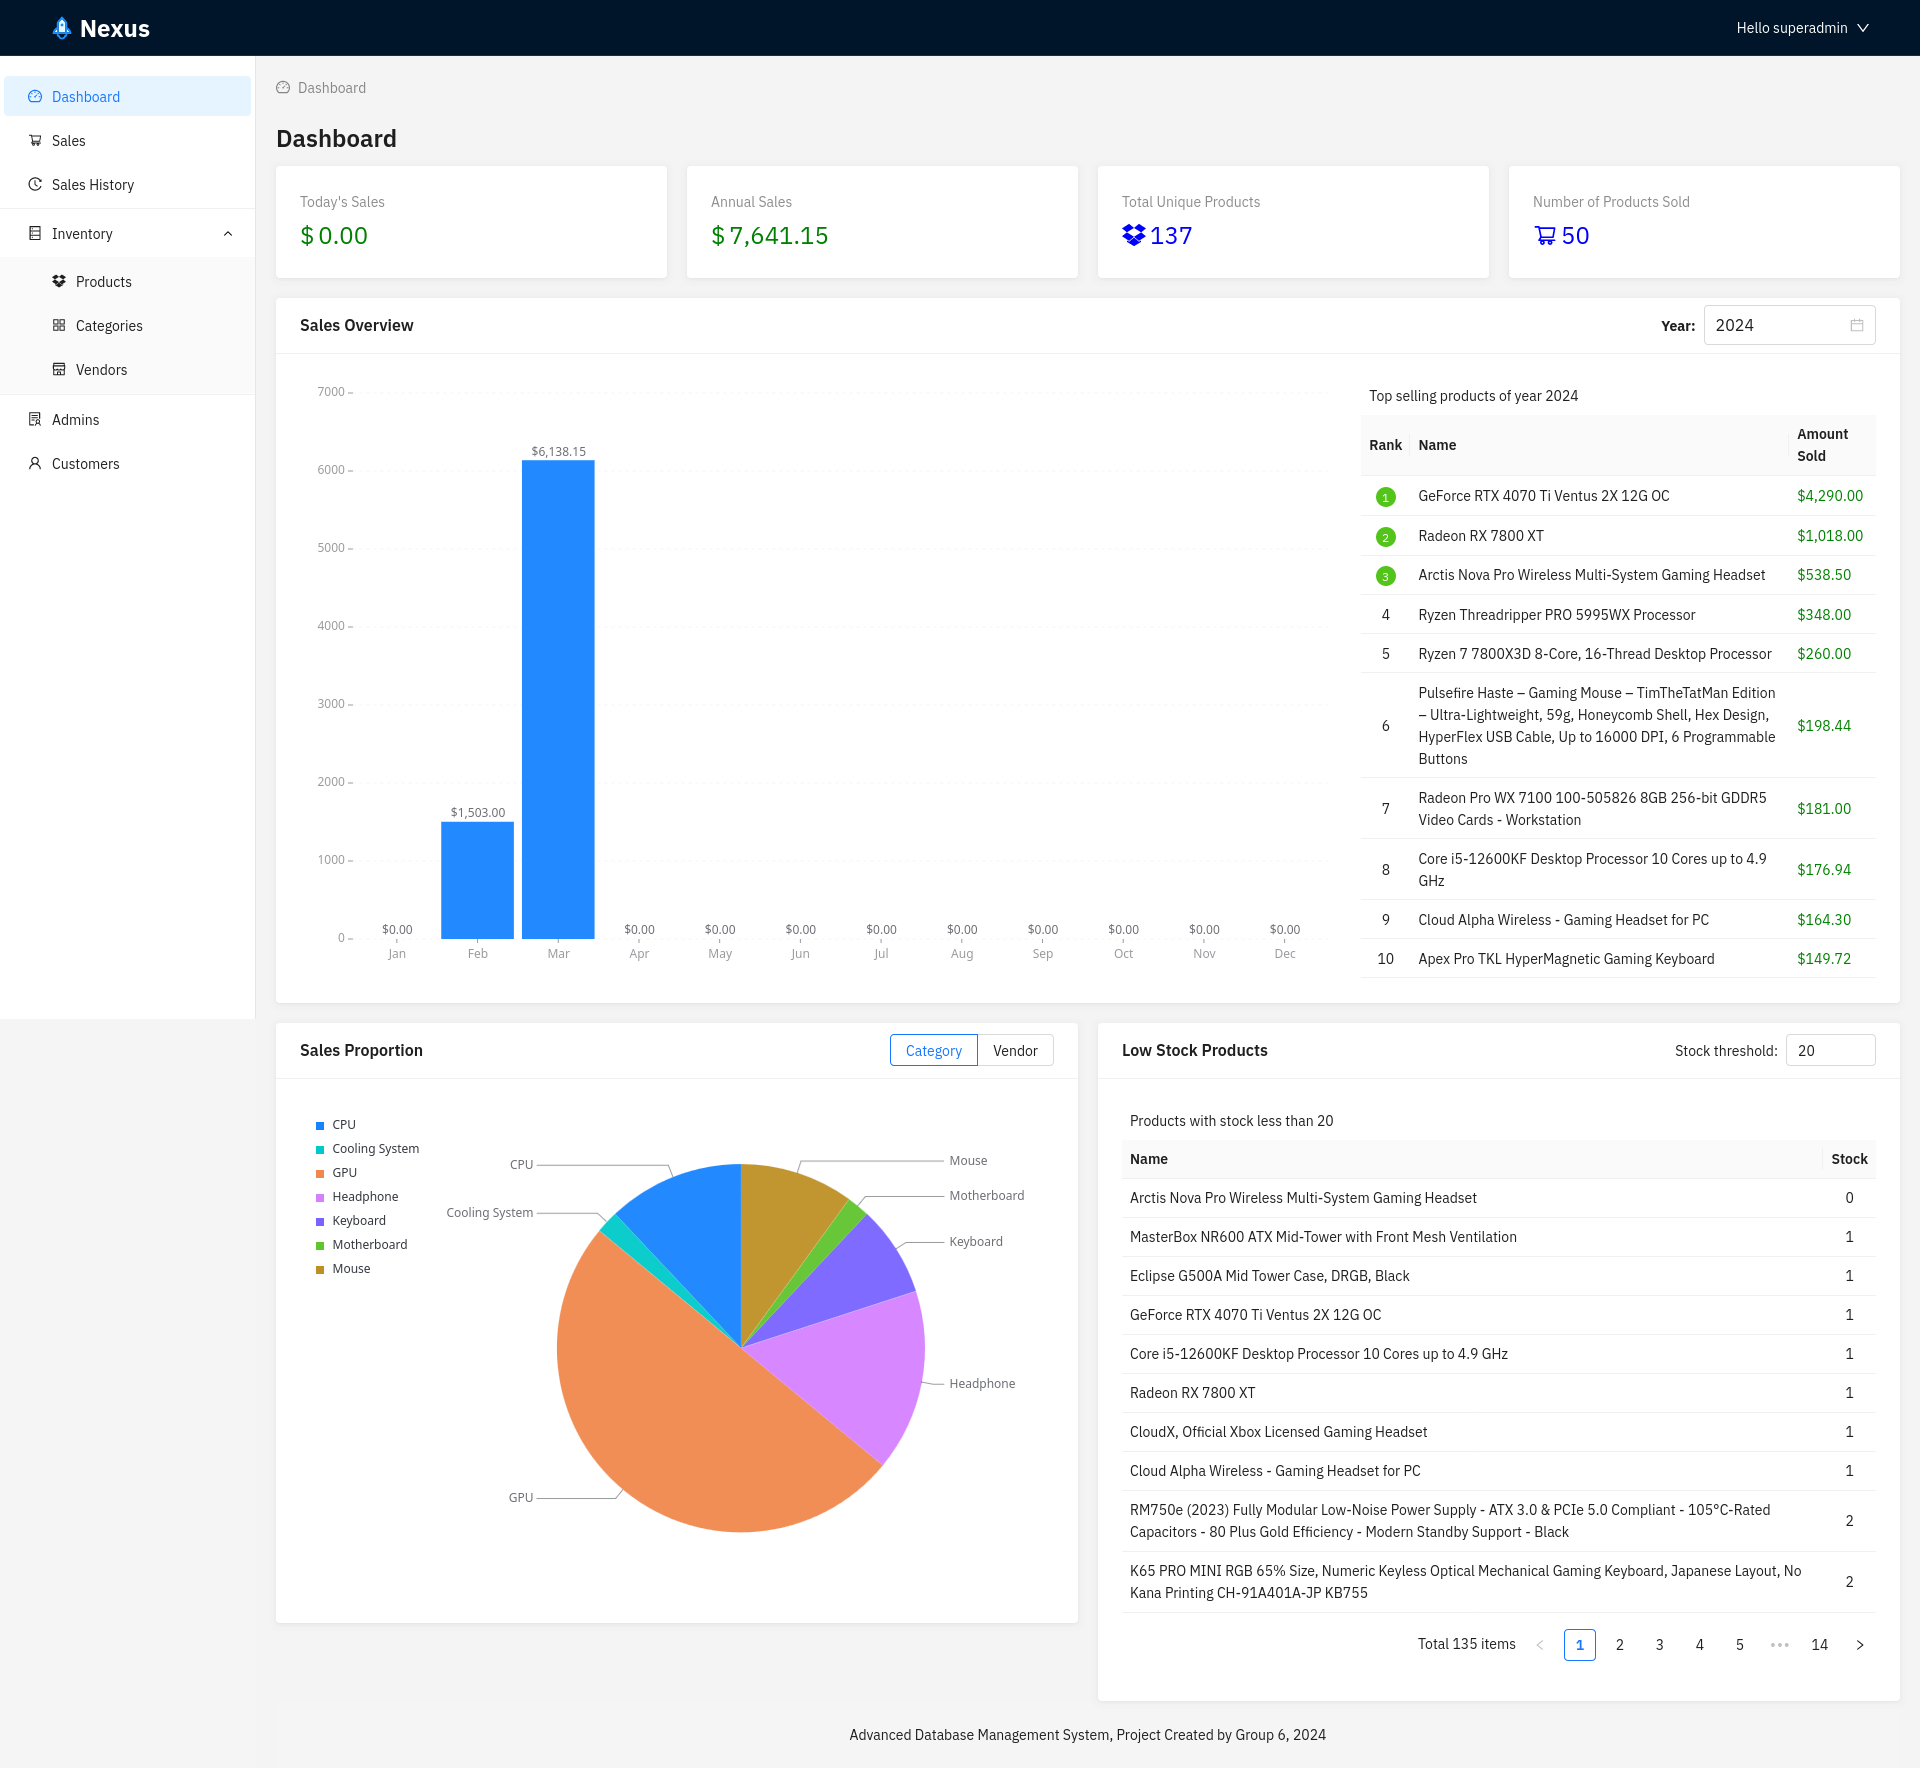 Nexus
Hello superadmin
Dashboard
Sales
Sales History
Inventory
Products
Categories
Vendors
Admins
Customers
Dashboard
Dashboard
Today's Sales
$ 0.00
Annual Sales
$ 7,641.15
Total Unique Products
137
Number of Products Sold
50
Sales Overview
Year: 2024
7000
6000
5000
4000
3000
2000
1000
0
$0.00
$1,503.00
$6,138.15
$0.00
$0.00
$0.00
$0.00
$0.00
$0.00
$0.00
$0.00
$0.00
Jan
Feb
Mar
Apr
May
Jun
Jul
Aug
Sep
Oct
Nov
Dec
Top selling products of year 2024
Rank Name Amount
Sold
1 GeForce RTX 4070 Ti Ventus 2X 12G OC $4,290.00
2 Radeon RX 7800 XT $1,018.00
3 Arctis Nova Pro Wireless Multi-System Gaming Headset $538.50
4 Ryzen Threadripper PRO 5995WX Processor $348.00
5 Ryzen 7 7800X3D 8-Core, 16-Thread Desktop Processor $260.00
Pulsefire Haste – Gaming Mouse – TimTheTatMan Edition
– Ultra-Lightweight, 59g, Honeycomb Shell, Hex Design,
6 $198.44
HyperFlex USB Cable, Up to 16000 DPI, 6 Programmable
Buttons
7 Radeon Pro WX 7100 100-505826 8GB 256-bit GDDR5 $181.00
Video Cards - Workstation
8 Core i5-12600KF Desktop Processor 10 Cores up to 4.9 $176.94
GHz
9 Cloud Alpha Wireless - Gaming Headset for PC $164.30
10 Apex Pro TKL HyperMagnetic Gaming Keyboard $149.72
Sales Proportion
Category Vendor
CPU
Cooling System
GPU
Headphone
Keyboard
Motherboard
Mouse
CPU
Cooling System
GPU
Mouse
Motherboard
Keyboard
Headphone
Low Stock Products
Stock threshold: 20
Products with stock less than 20
Name Stock
Arctis Nova Pro Wireless Multi-System Gaming Headset 0
MasterBox NR600 ATX Mid-Tower with Front Mesh Ventilation 1
Eclipse G500A Mid Tower Case, DRGB, Black 1
GeForce RTX 4070 Ti Ventus 2X 12G OC 1
Core i5-12600KF Desktop Processor 10 Cores up to 4.9 GHz 1
Radeon RX 7800 XT 1
CloudX, Official Xbox Licensed Gaming Headset 1
Cloud Alpha Wireless - Gaming Headset for PC 1
RM750e (2023) Fully Modular Low-Noise Power Supply - ATX 3.0 & PCIe 5.0 Compliant - 105°C-Rated 2
Capacitors - 80 Plus Gold Efficiency - Modern Standby Support - Black
K65 PRO MINI RGB 65% Size, Numeric Keyless Optical Mechanical Gaming Keyboard, Japanese Layout, No 2
Kana Printing CH-91A401A-JP KB755
Total 135 items < 1 2 3 4 5 ••• 14 >
Advanced Database Management System, Project Created by Group 6, 2024